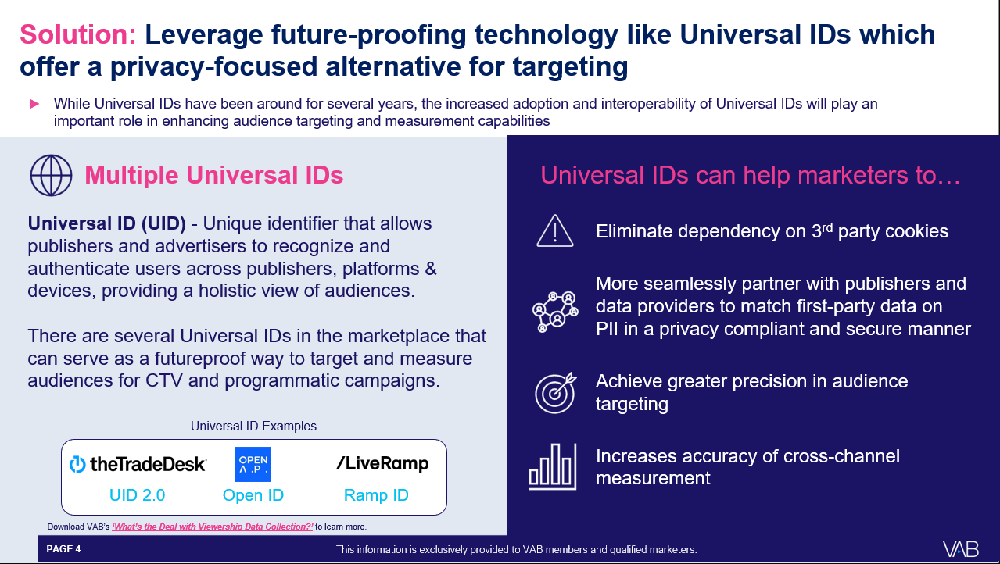 Solution: Leverage future-proofing technology like Universal IDs which
offer a privacy-focused alternative for targeting
► While Universal IDs have been around for several years, the increased adoption and interoperability of Universal IDs will play an
important role in enhancing audience targeting and measurement capabilities
Multiple Universal IDs
Universal ID (UID) - Unique identifier that allows
publishers and advertisers to recognize and
authenticate users across publishers, platforms &
devices, providing a holistic view of audiences.
There are several Universal IDs in the marketplace that
can serve as a futureproof way to target and measure
audiences for CTV and programmatic campaigns.
Universal ID Examples
theTradeDesk
UID 2.0
OPEN
Λ .P .
Open ID
/LiveRamp
Ramp ID
Download VAB's 'What's the Deal with Viewership Data Collection?' to learn more.
Universal IDs can help marketers to…
Eliminate dependency on 3rd party cookies
More seamlessly partner with publishers and
data providers to match first-party data on
PII in a privacy compliant and secure manner
Achieve greater precision in audience
targeting
Increases accuracy of cross-channel
measurement
PAGE 4
This information is exclusively provided to VAB members and qualified marketers.
VAB